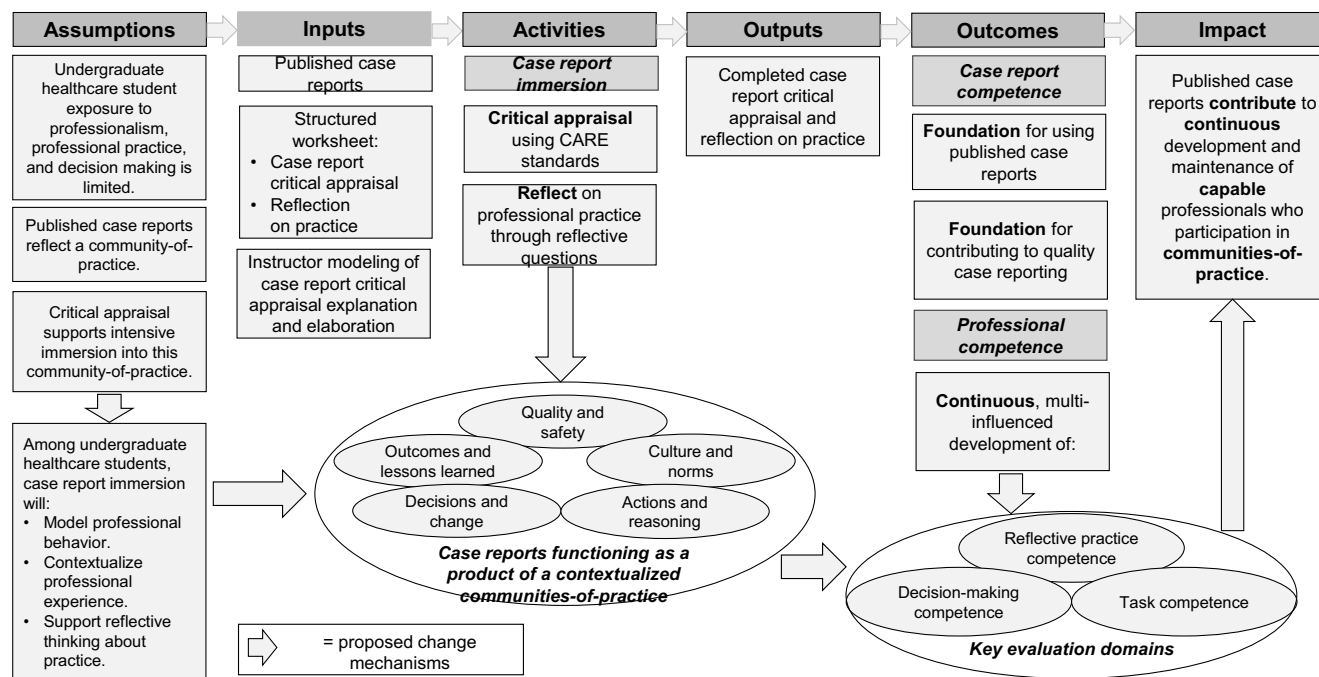 Assumptions
Inputs
Activities
Outputs
Outcomes
Impact
Undergraduate
healthcare student
exposure to
professionalism,
professional practice,
and decision making is
limited.
Published case reports
reflect a community-of-
practice.
Critical appraisal
supports intensive
immersion into this
community-of-practice.
Among undergraduate
healthcare students,
case report immersion
will:
• Model professional
behavior.
• Contextualize
professional
experience.
• Support reflective
thinking about
practice.
Published case
reports
Structured
worksheet:
• Case report
critical appraisal
• Reflection
on practice
Instructor modeling of
case report critical
appraisal explanation
and elaboration
Case report
immersion
Critical appraisal
using CARE
standards
Reflect on
professional practice
through reflective
questions
Quality and
safety
Outcomes and
lessons learned
Culture and
norms
Decisions and
change
Actions and
reasoning
Case reports functioning as a
product of a contextualized
communities-of-practice
= proposed change
mechanisms
Completed case
report critical
appraisal and
reflection on practice
Case report
competence
Foundation for using
published case
reports
Foundation for
contributing to quality
case reporting
Professional
competence
Continuous, multi-
influenced
development of:
Reflective practice
competence
Decision-making
competence
Task competence
Key evaluation domains
Published case
reports contribute to
continuous
development and
maintenance of
capable
professionals who
participation in
communities-of-
practice.